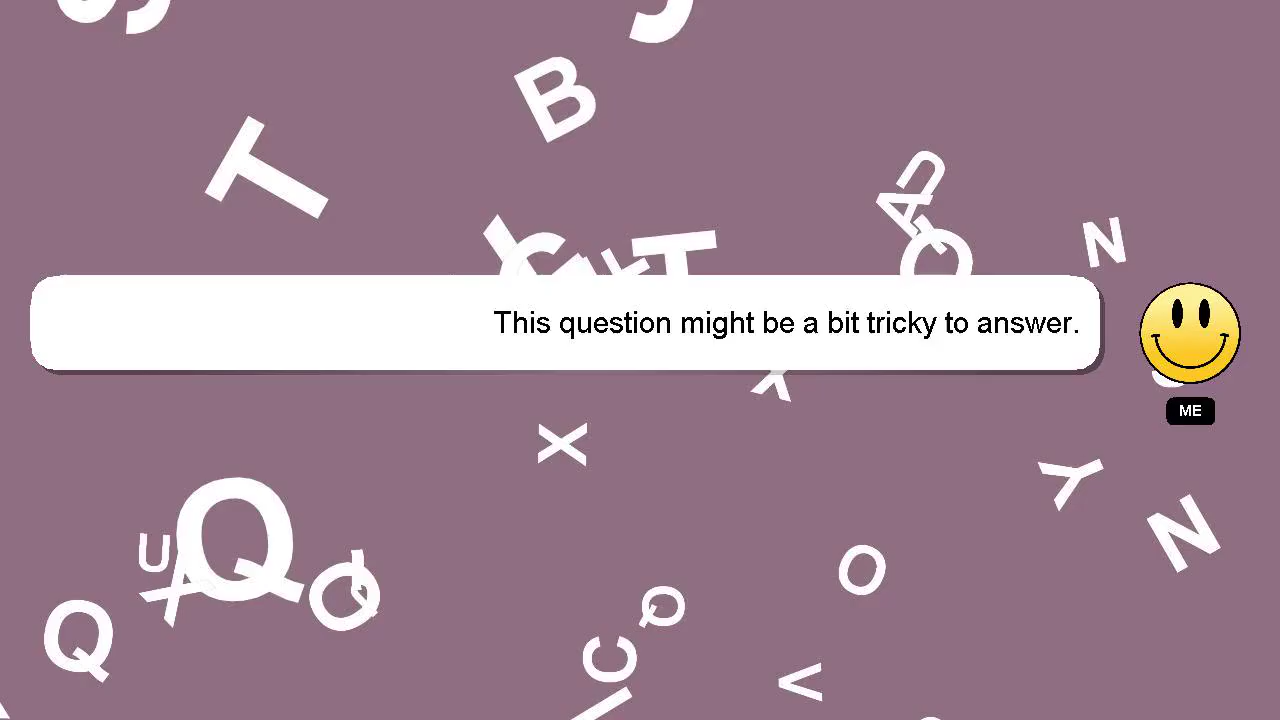 This question might be a bit tricky to answer.
ME
T
B
T
U
A
Q
N
X
X
Y
N
Q
U
X
Q
Q
O
Q
C
V